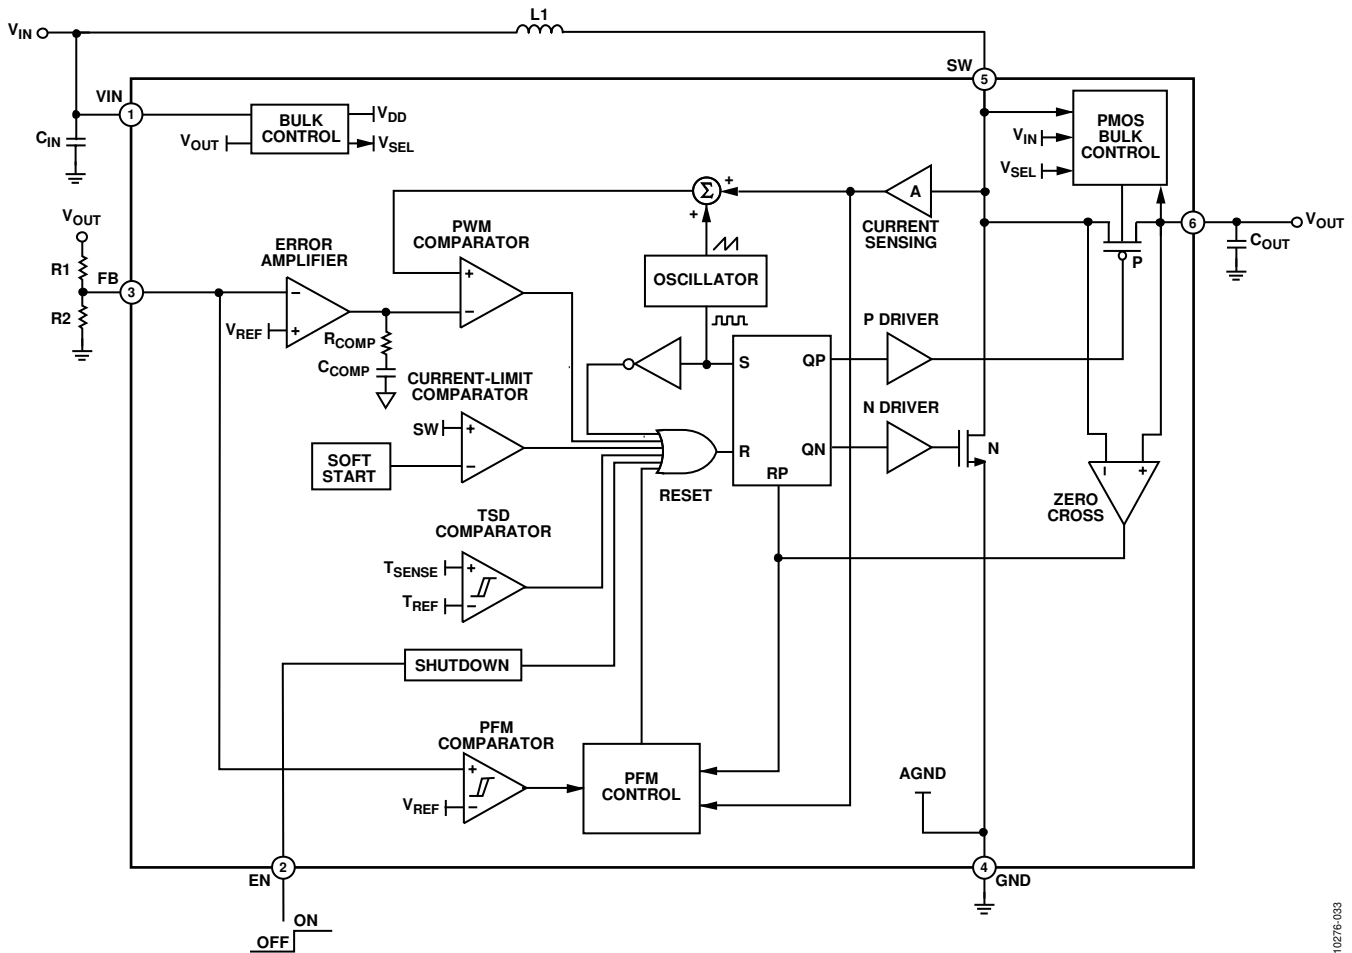 L1
VIN
SW
5
VIN
1
BULK
CONTROL
VDD
VOUT
VSEL
CIN
PMOS
BULK
CONTROL
VIN
VSEL
Σ
+
+
A
CURRENT
SENSING
VOUT
6
VOUT
COUT
P
PWM
COMPARATOR
ERROR
AMPLIFIER
R1
FB
3
R2
−
+
VREF
+
−
OSCILLATOR
RCOMP
CCOMP
P DRIVER
S
QP
CURRENT-LIMIT
COMPARATOR
SW
+
−
SOFT
START
N DRIVER
R
QN
RP
N
RESET
−
+
ZERO
CROSS
TSD
COMPARATOR
TSENSE
+
TREF
−
SHUTDOWN
PFM
COMPARATOR
+
VREF
−
PFM
CONTROL
AGND
2
EN
4
GND
ON
OFF
10276-033